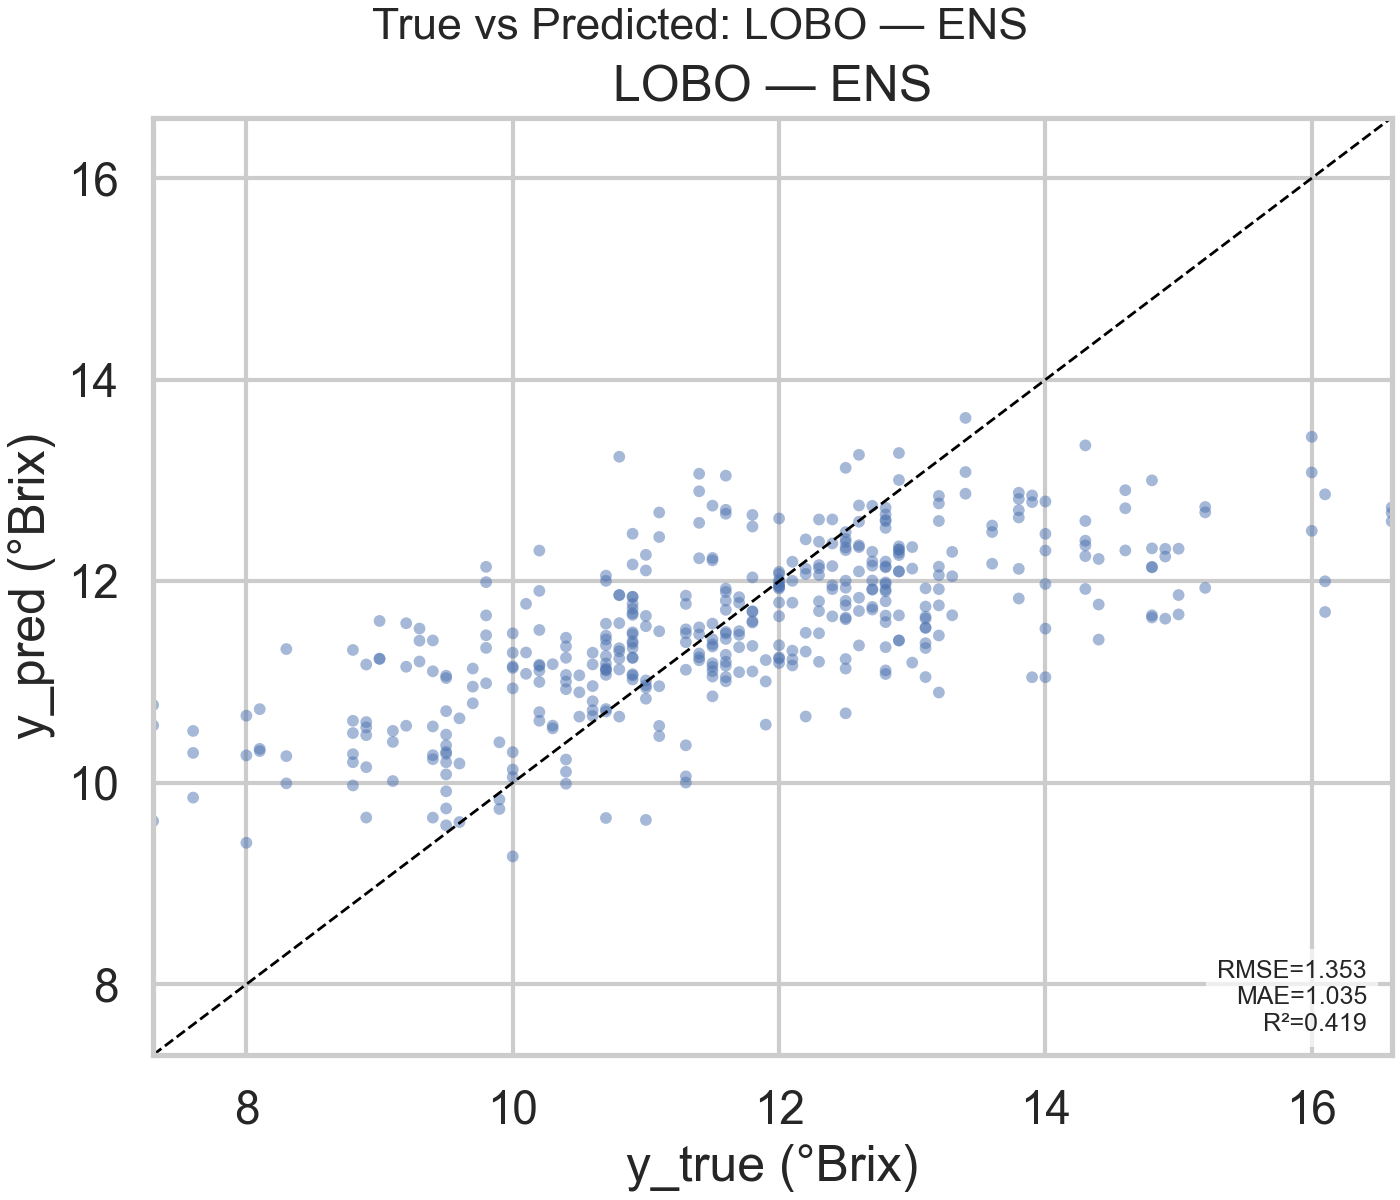 True vs Predicted: LOBO — ENS
LOBO — ENS
y_pred (°Brix)
16
14
12
10
8
RMSE=1.353
MAE=1.035
R²=0.419
8 10 12 14 16
y_true (°Brix)